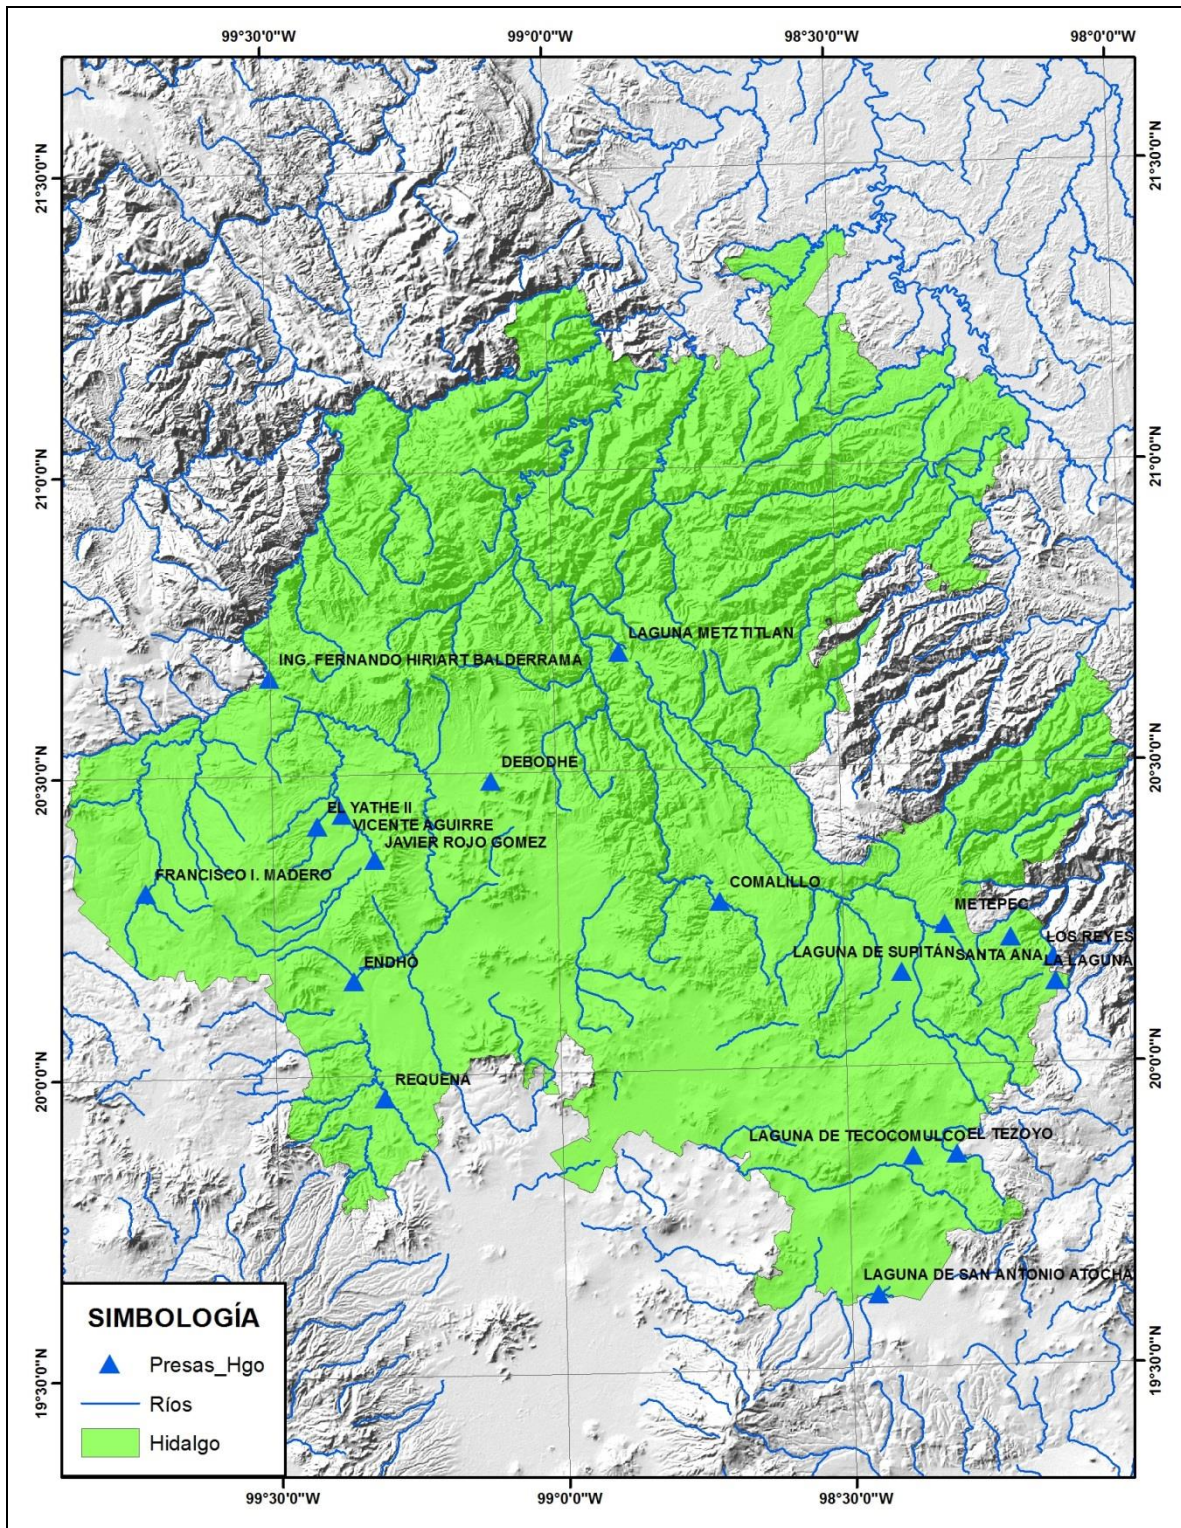 99°30'0"W
99°0'0"W
98°30'0"W
98°0'0"W
21°30'0"N
21°30'0"N
21°0'0"N
21°0'0"N
LAGUNA METZTITLAN
ING. FERNANDO HIRIART BALDERRAMA
20°30'0"N
20°30'0"N
DEBODHE
EL YATHE II
VICENTE AGUIRRE
JAVIER ROJO GOMEZ
FRANCISCO I. MADERO
COMALILLO
METEPEC
LOS REYES
LAGUNA DE SUPITÁN
SANTA ANA
LA LAGUNA
ENDHO
20°0'0"N
20°0'0"N
REQUENA
LAGUNA DE TECOCOMULCO
EL TEZOYO
LAGUNA DE SAN ANTONIO ATOCHA
19°30'0"N
19°30'0"N
SIMBOLOGÍA
Presas_Hgo
Ríos
Hidalgo
99°30'0"W
99°0'0"W
98°30'0"W